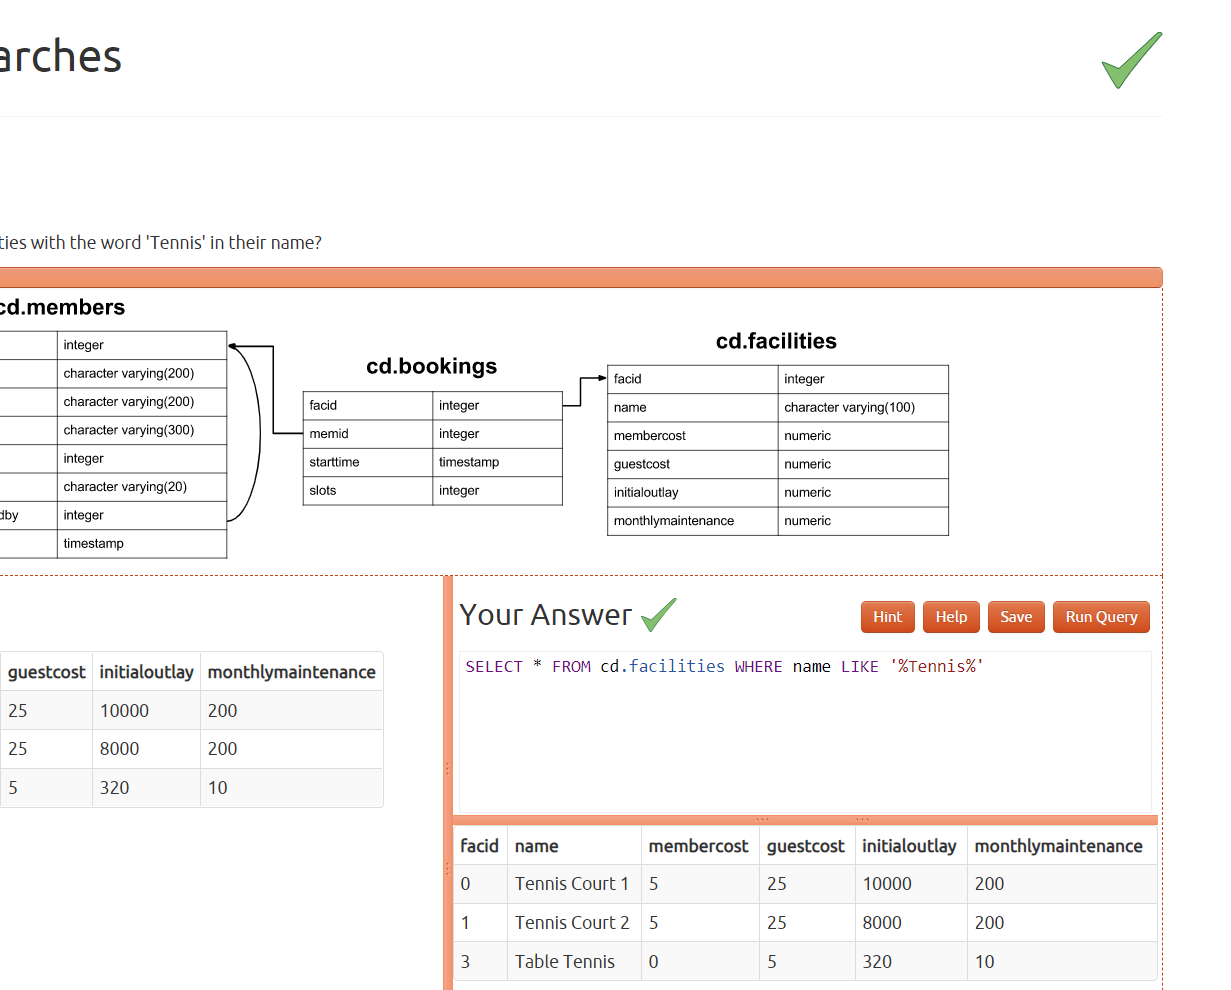 arches
ties with the word 'Tennis' in their name?
cd.members
integer
character varying(200)
character varying(200)
character varying(300)
integer
character varying(20)
dby integer
timestamp
cd.bookings
facid integer
memid integer
starttime timestamp
slots integer
cd.facilities
facid integer
name character varying(100)
membercost numeric
guestcost numeric
initialoutlay numeric
monthlymaintenance numeric
guestcost initialoutlay monthlymaintenance
25 10000 200
25 8000 200
5 320 10
Your Answer
Hint Help Save Run Query
SELECT * FROM cd.facilities WHERE name LIKE '%Tennis%'
facid name membercost guestcost initialoutlay monthlymaintenance
0 Tennis Court 1 5 25 10000 200
1 Tennis Court 2 5 25 8000 200
3 Table Tennis 0 5 320 10